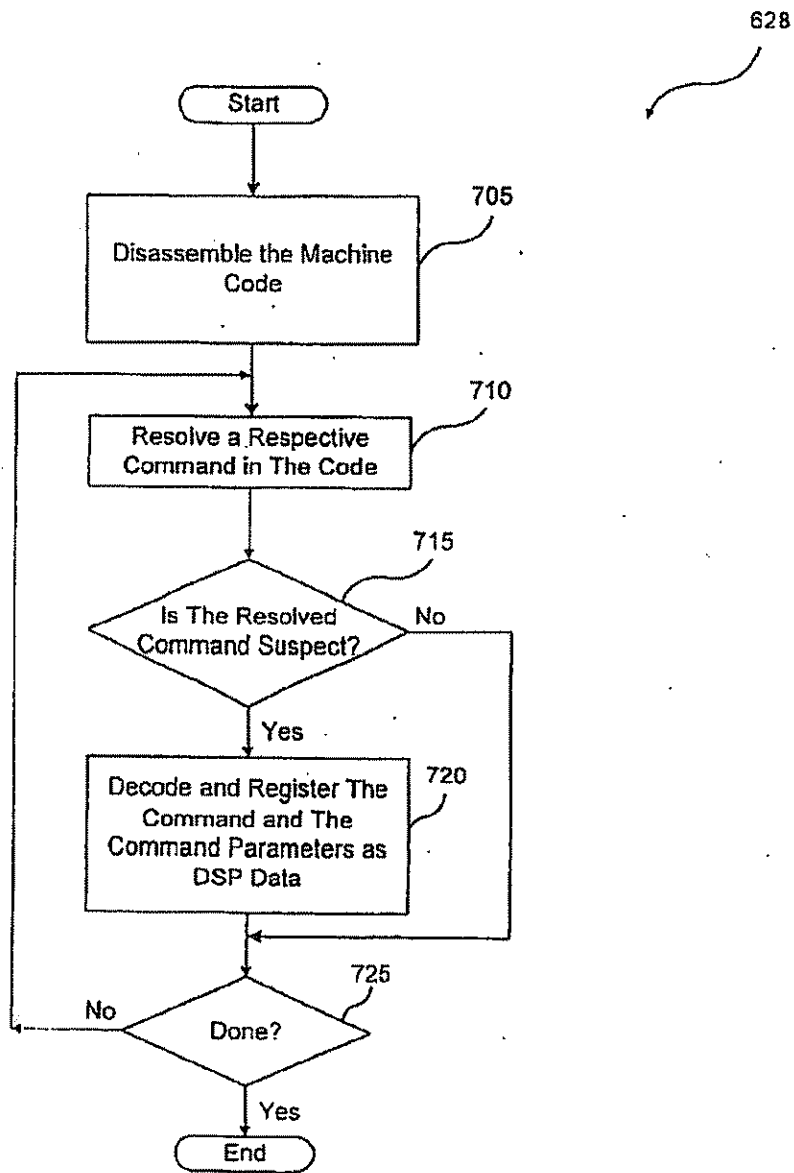 628
Start
705
Disassemble the Machine
Code
710
Resolve a Respective
Command in The Code
715
Is The Resolved
Command Suspect?
No
Yes
720
Decode and Register The
Command and The
Command Parameters as
DSP Data
725
No
Done?
Yes
End